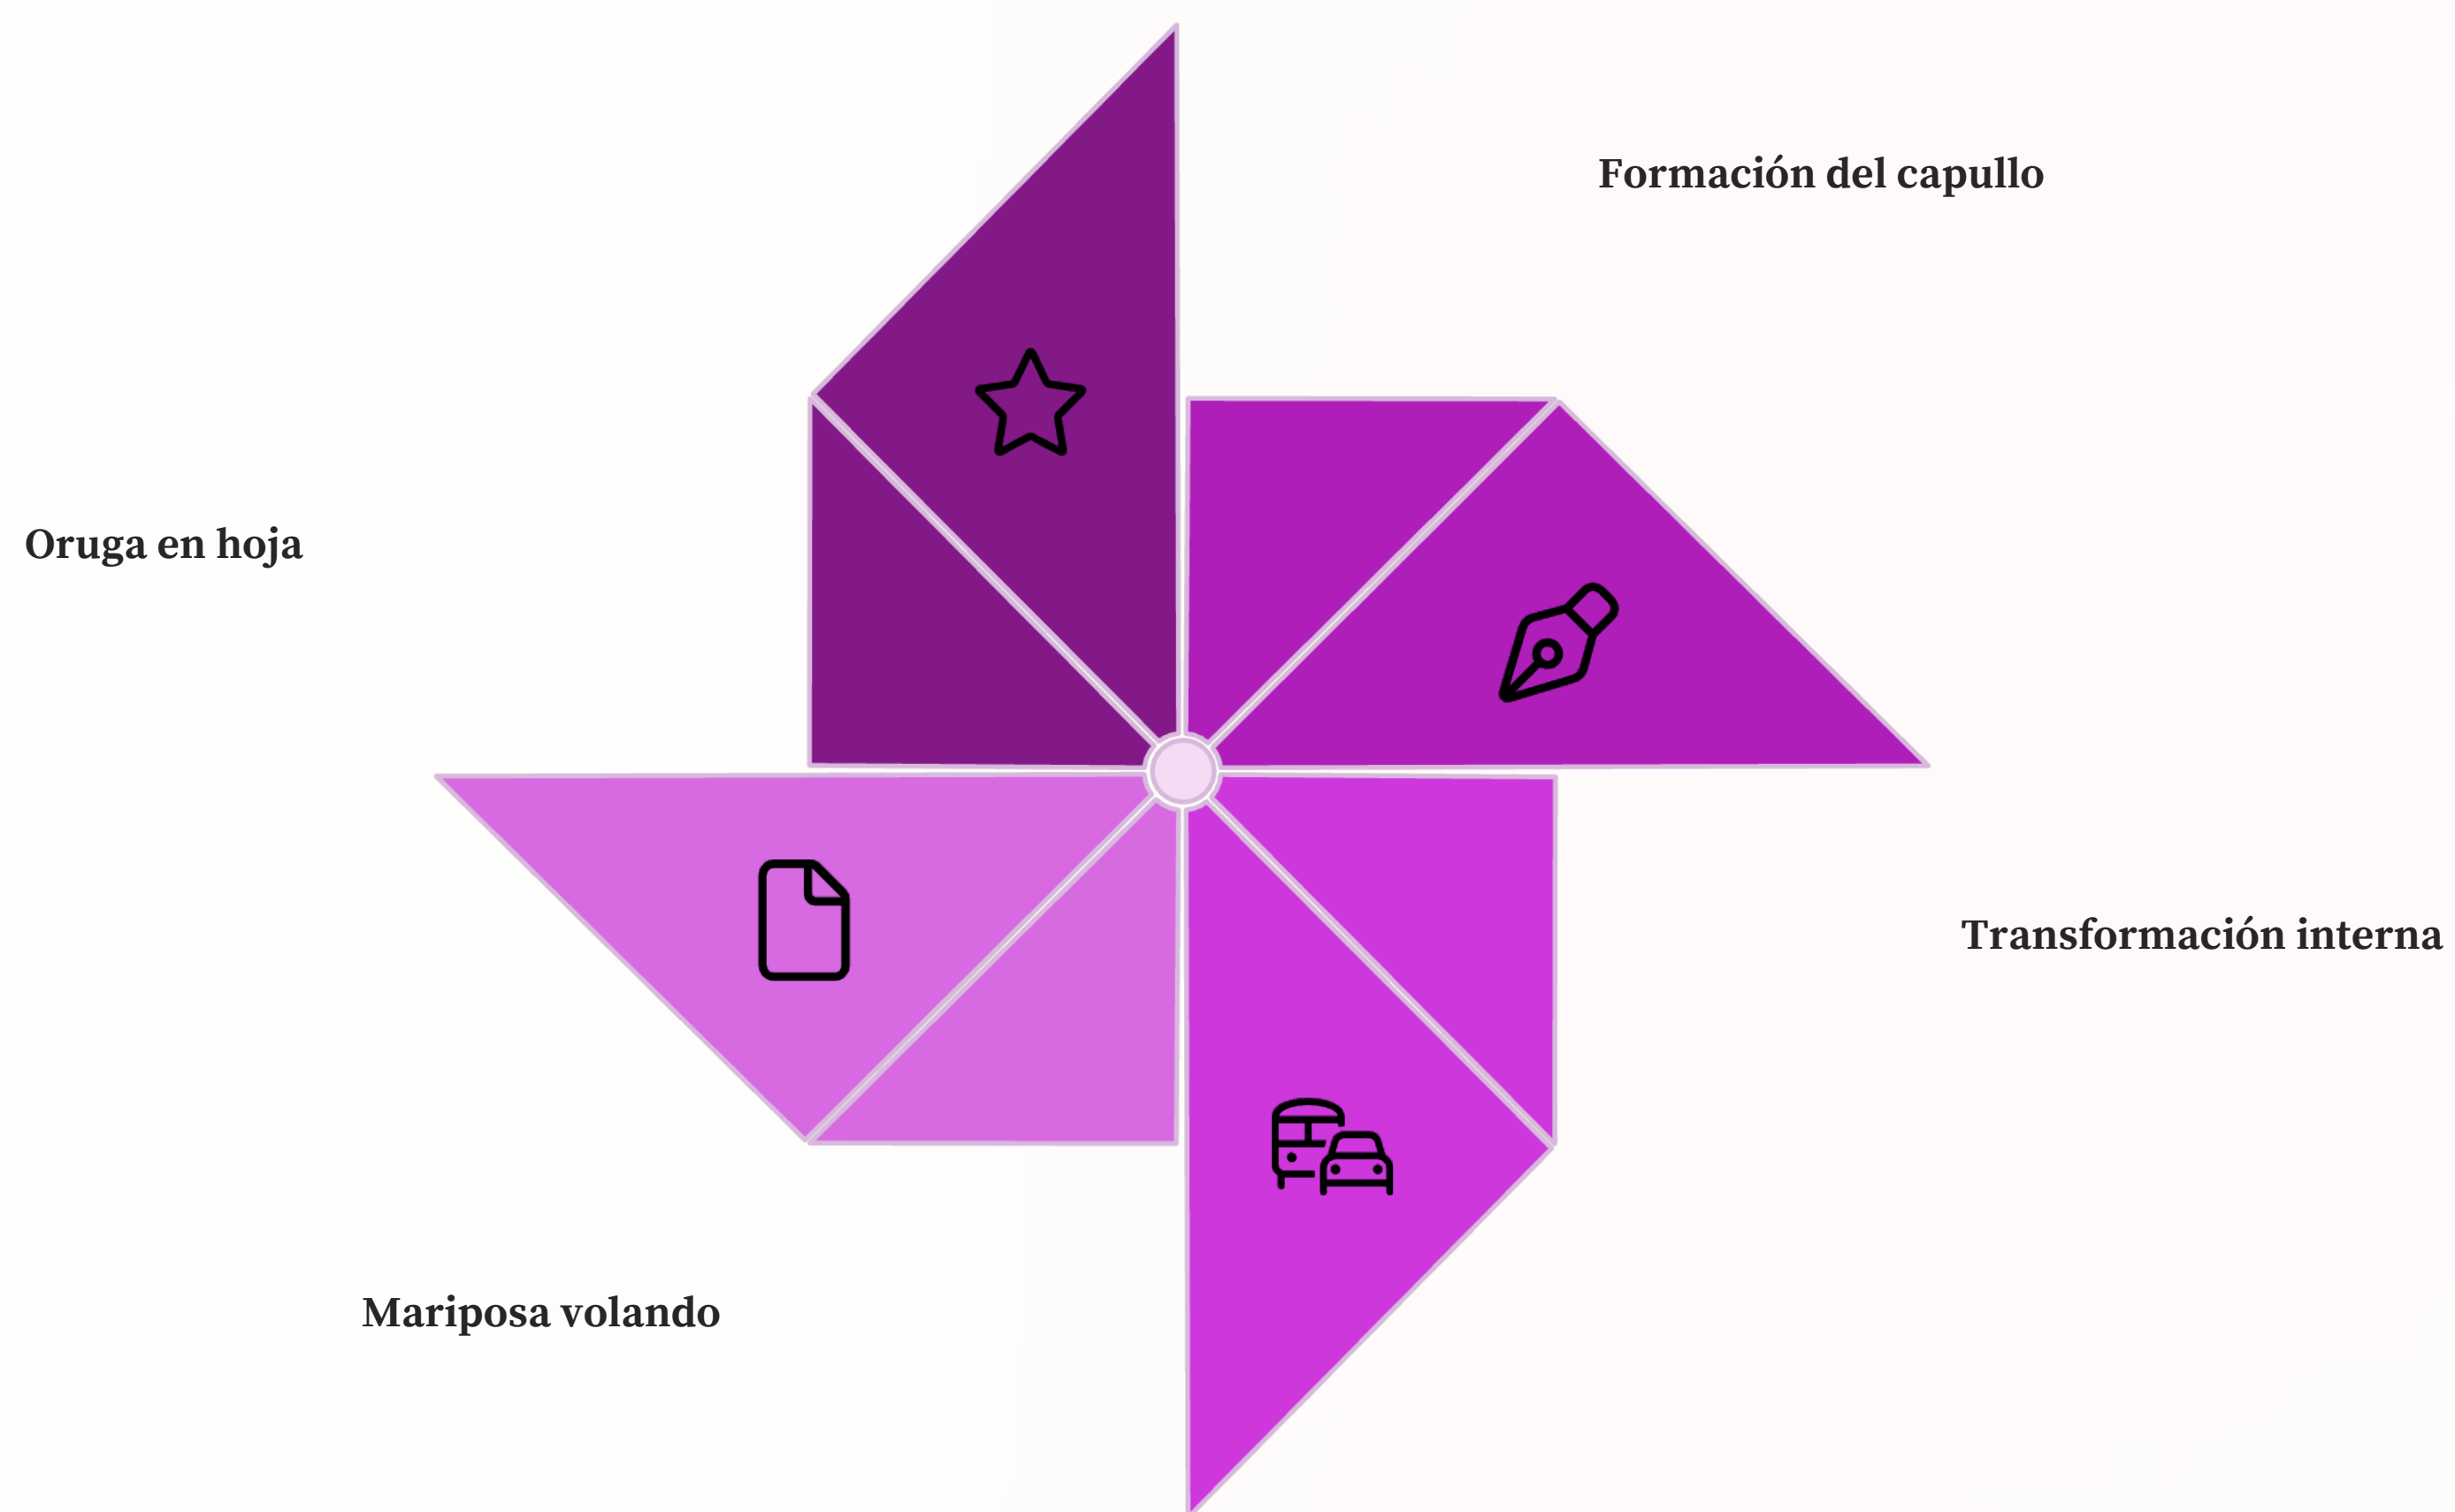 Formación del capullo
Oruga en hoja
Transformación interna
Mariposa volando